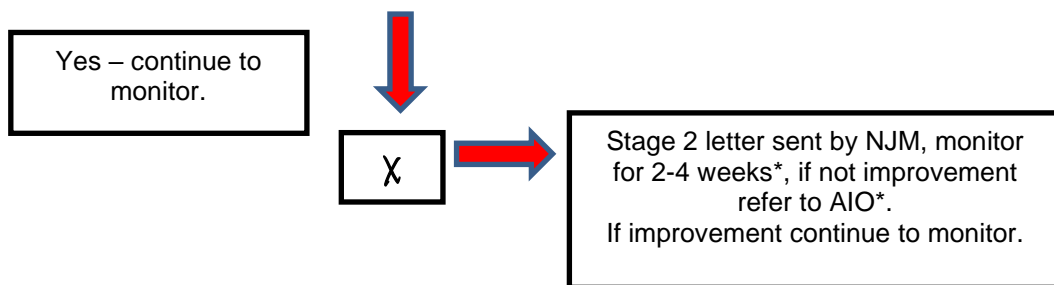 Yes – continue to
monitor.
X
Stage 2 letter sent by NJM, monitor
for 2-4 weeks*, if not improvement
refer to AIO*.
If improvement continue to monitor.